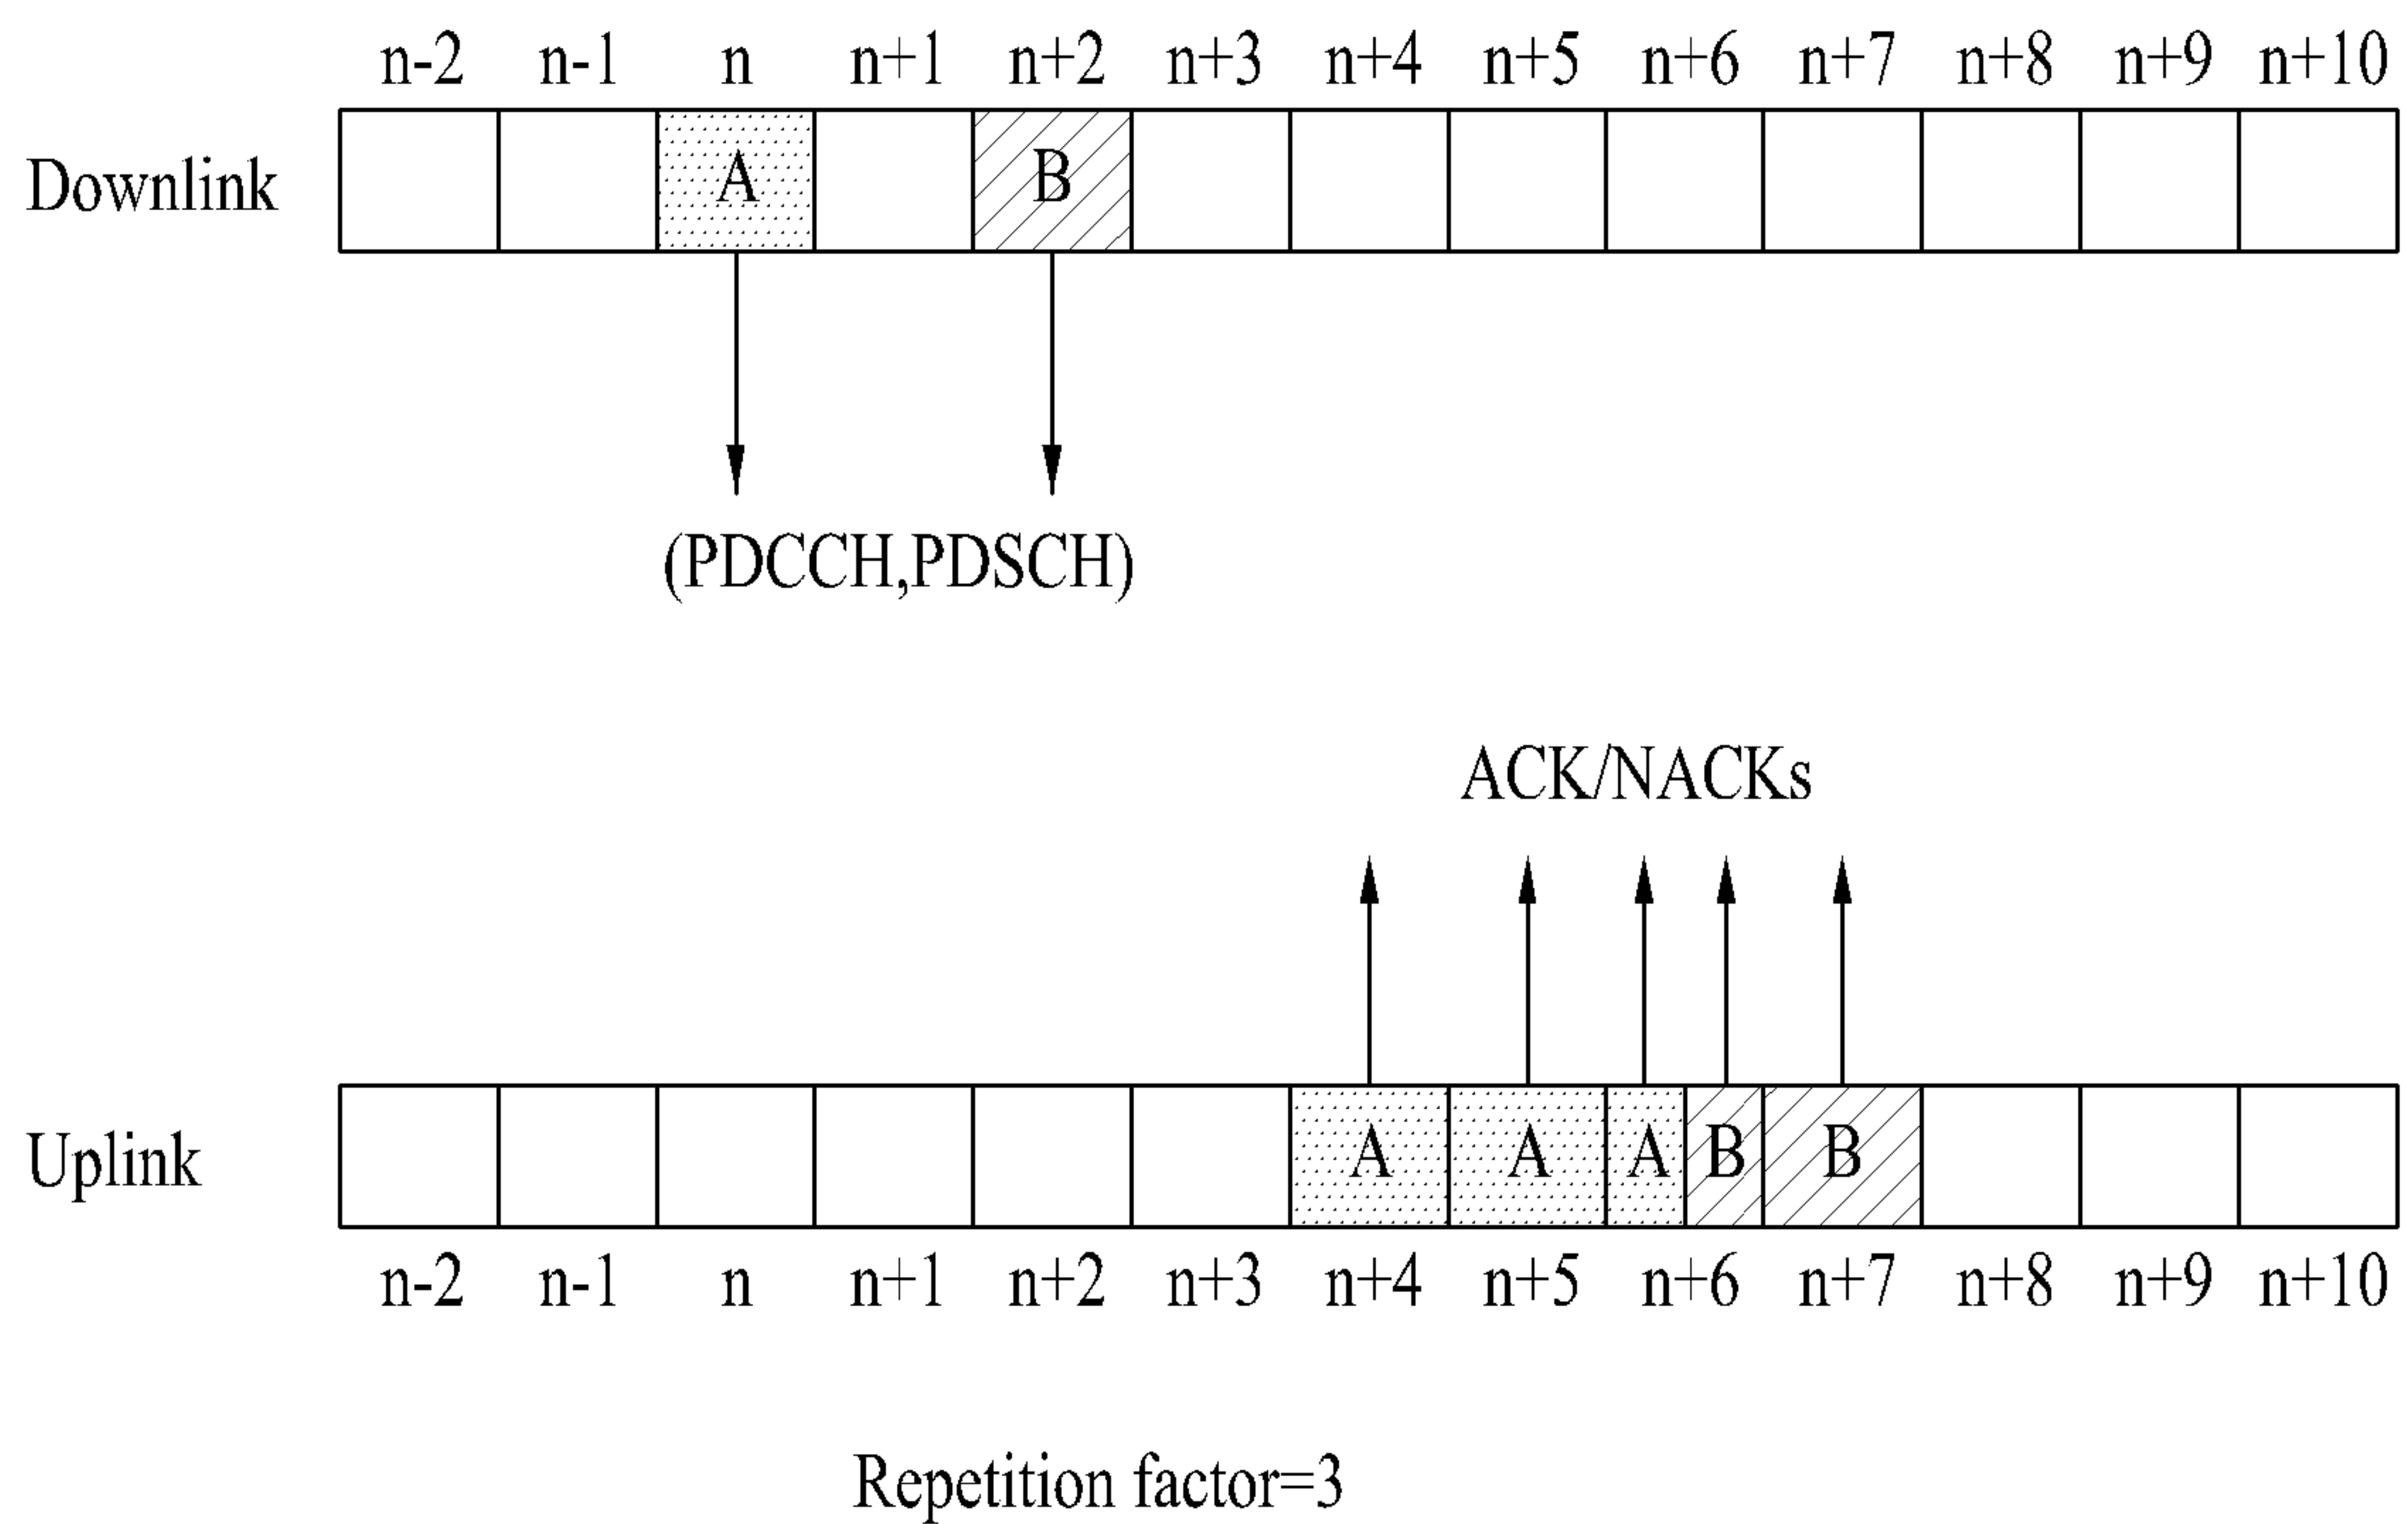 n-2 n-1 n n+1 n+2 n+3 n+4 n+5 n+6 n+7 n+8 n+9 n+10
Downlink A B
(PDCCH,PDSCH)
ACK/NACKs
Uplink A A A B B
n-2 n-1 n n+1 n+2 n+3 n+4 n+5 n+6 n+7 n+8 n+9 n+10
Repetition factor=3